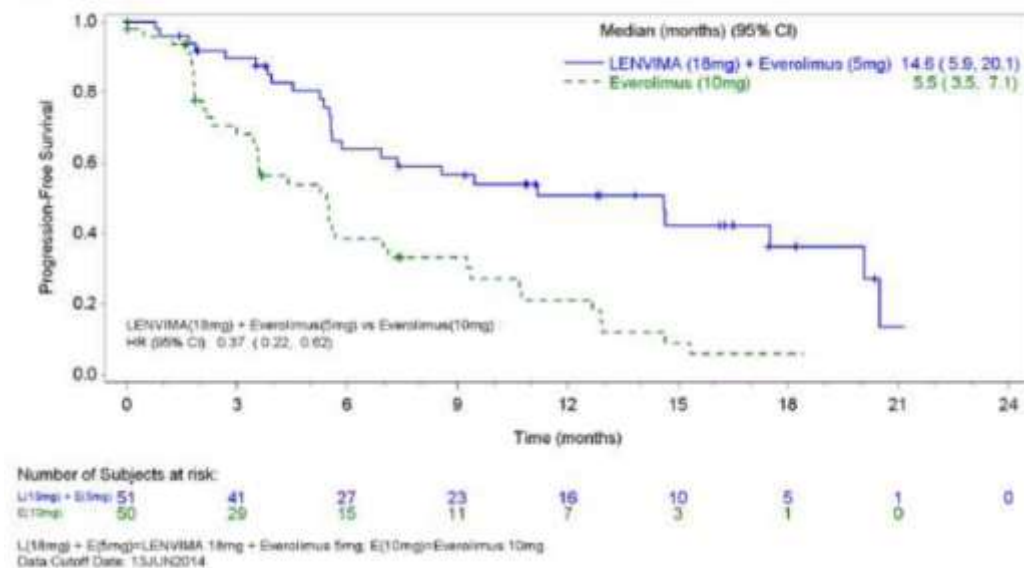 Median (months) (95% CI)
LENVIMA (18mg) + Everolimus (5mg) 14.6 ( 5.9, 20.1)
Everolimus (10mg) 5.5 ( 3.5, 7.1)
Progression-Free Survival
1.0
0.8
0.6
0.4
0.2
0.0
LENVIMA(18mg) + Everolimus(5mg) vs Everolimus(10mg) :
HR (95% CI) 0.37 ( 0.22, 0.62)
0 3 6 9 12 15 18 21 24
Time (months)
Number of Subjects at risk:
L(18mg) + E(5mg) 51 41 27 23 16 10 5 1 0
E(10mg) 50 29 15 11 7 3 1 0
L(18mg) + E(5mg)=LENVIMA 18mg + Everolimus 5mg; E(10mg)=Everolimus 10mg
Data Cutoff Date: 13JUN2014